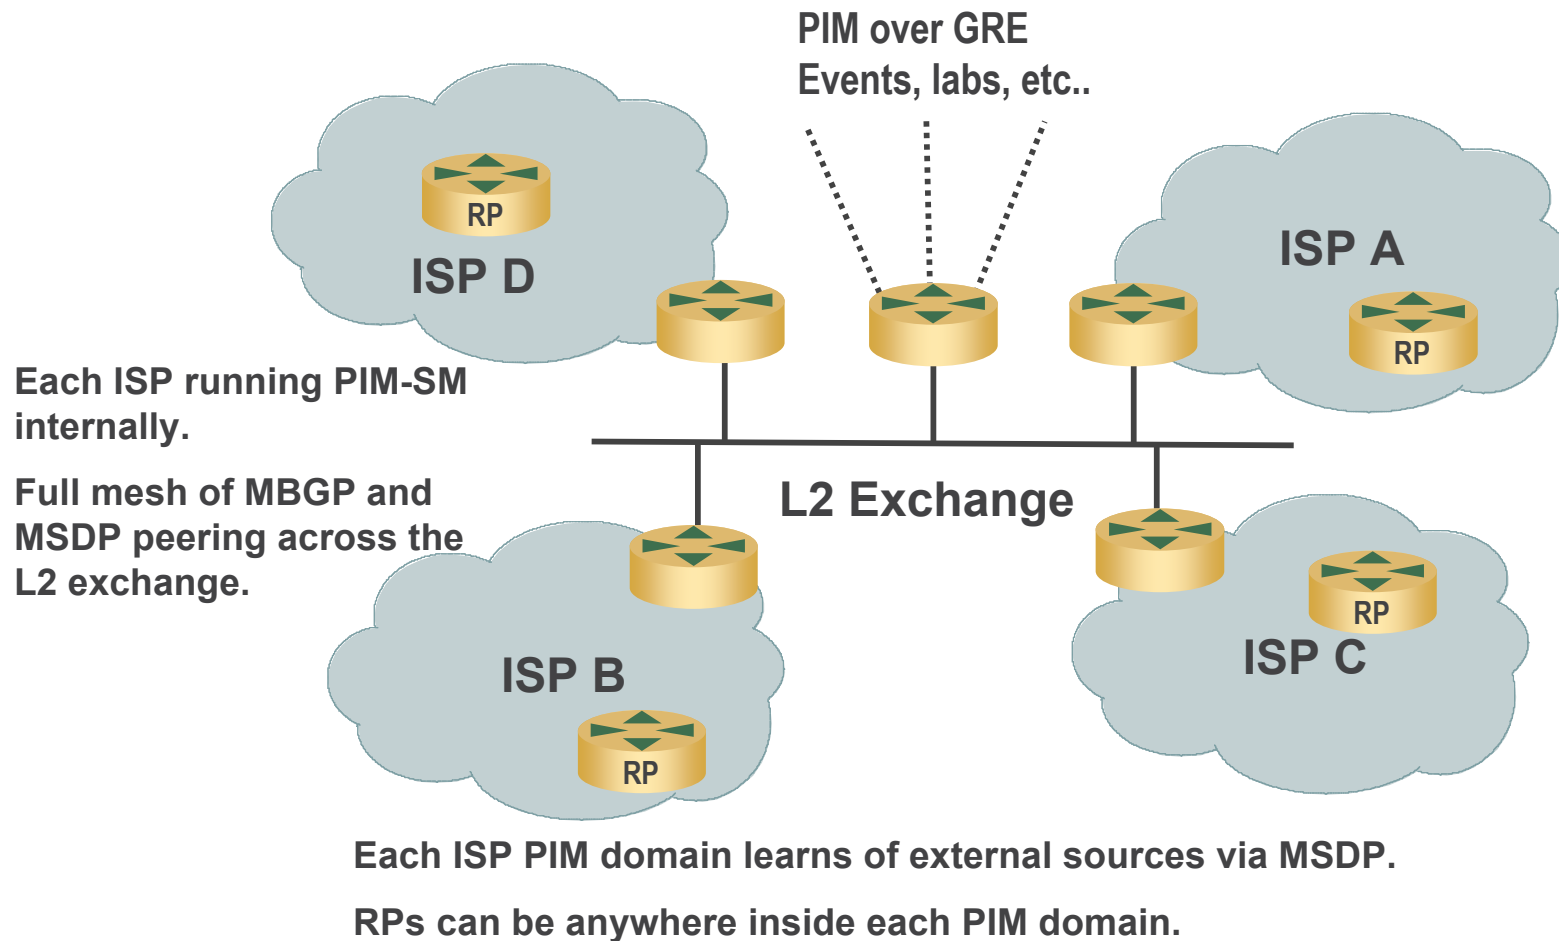 PIM over GRE
Events, labs, etc..
RP
ISP D
ISP A
RP
Each ISP running PIM-SM
internally.
Full mesh of MBGP and
MSDP peering across the
L2 exchange.
L2 Exchange
ISP B
RP
RP
ISP C
Each ISP PIM domain learns of external sources via MSDP.
RPs can be anywhere inside each PIM domain.